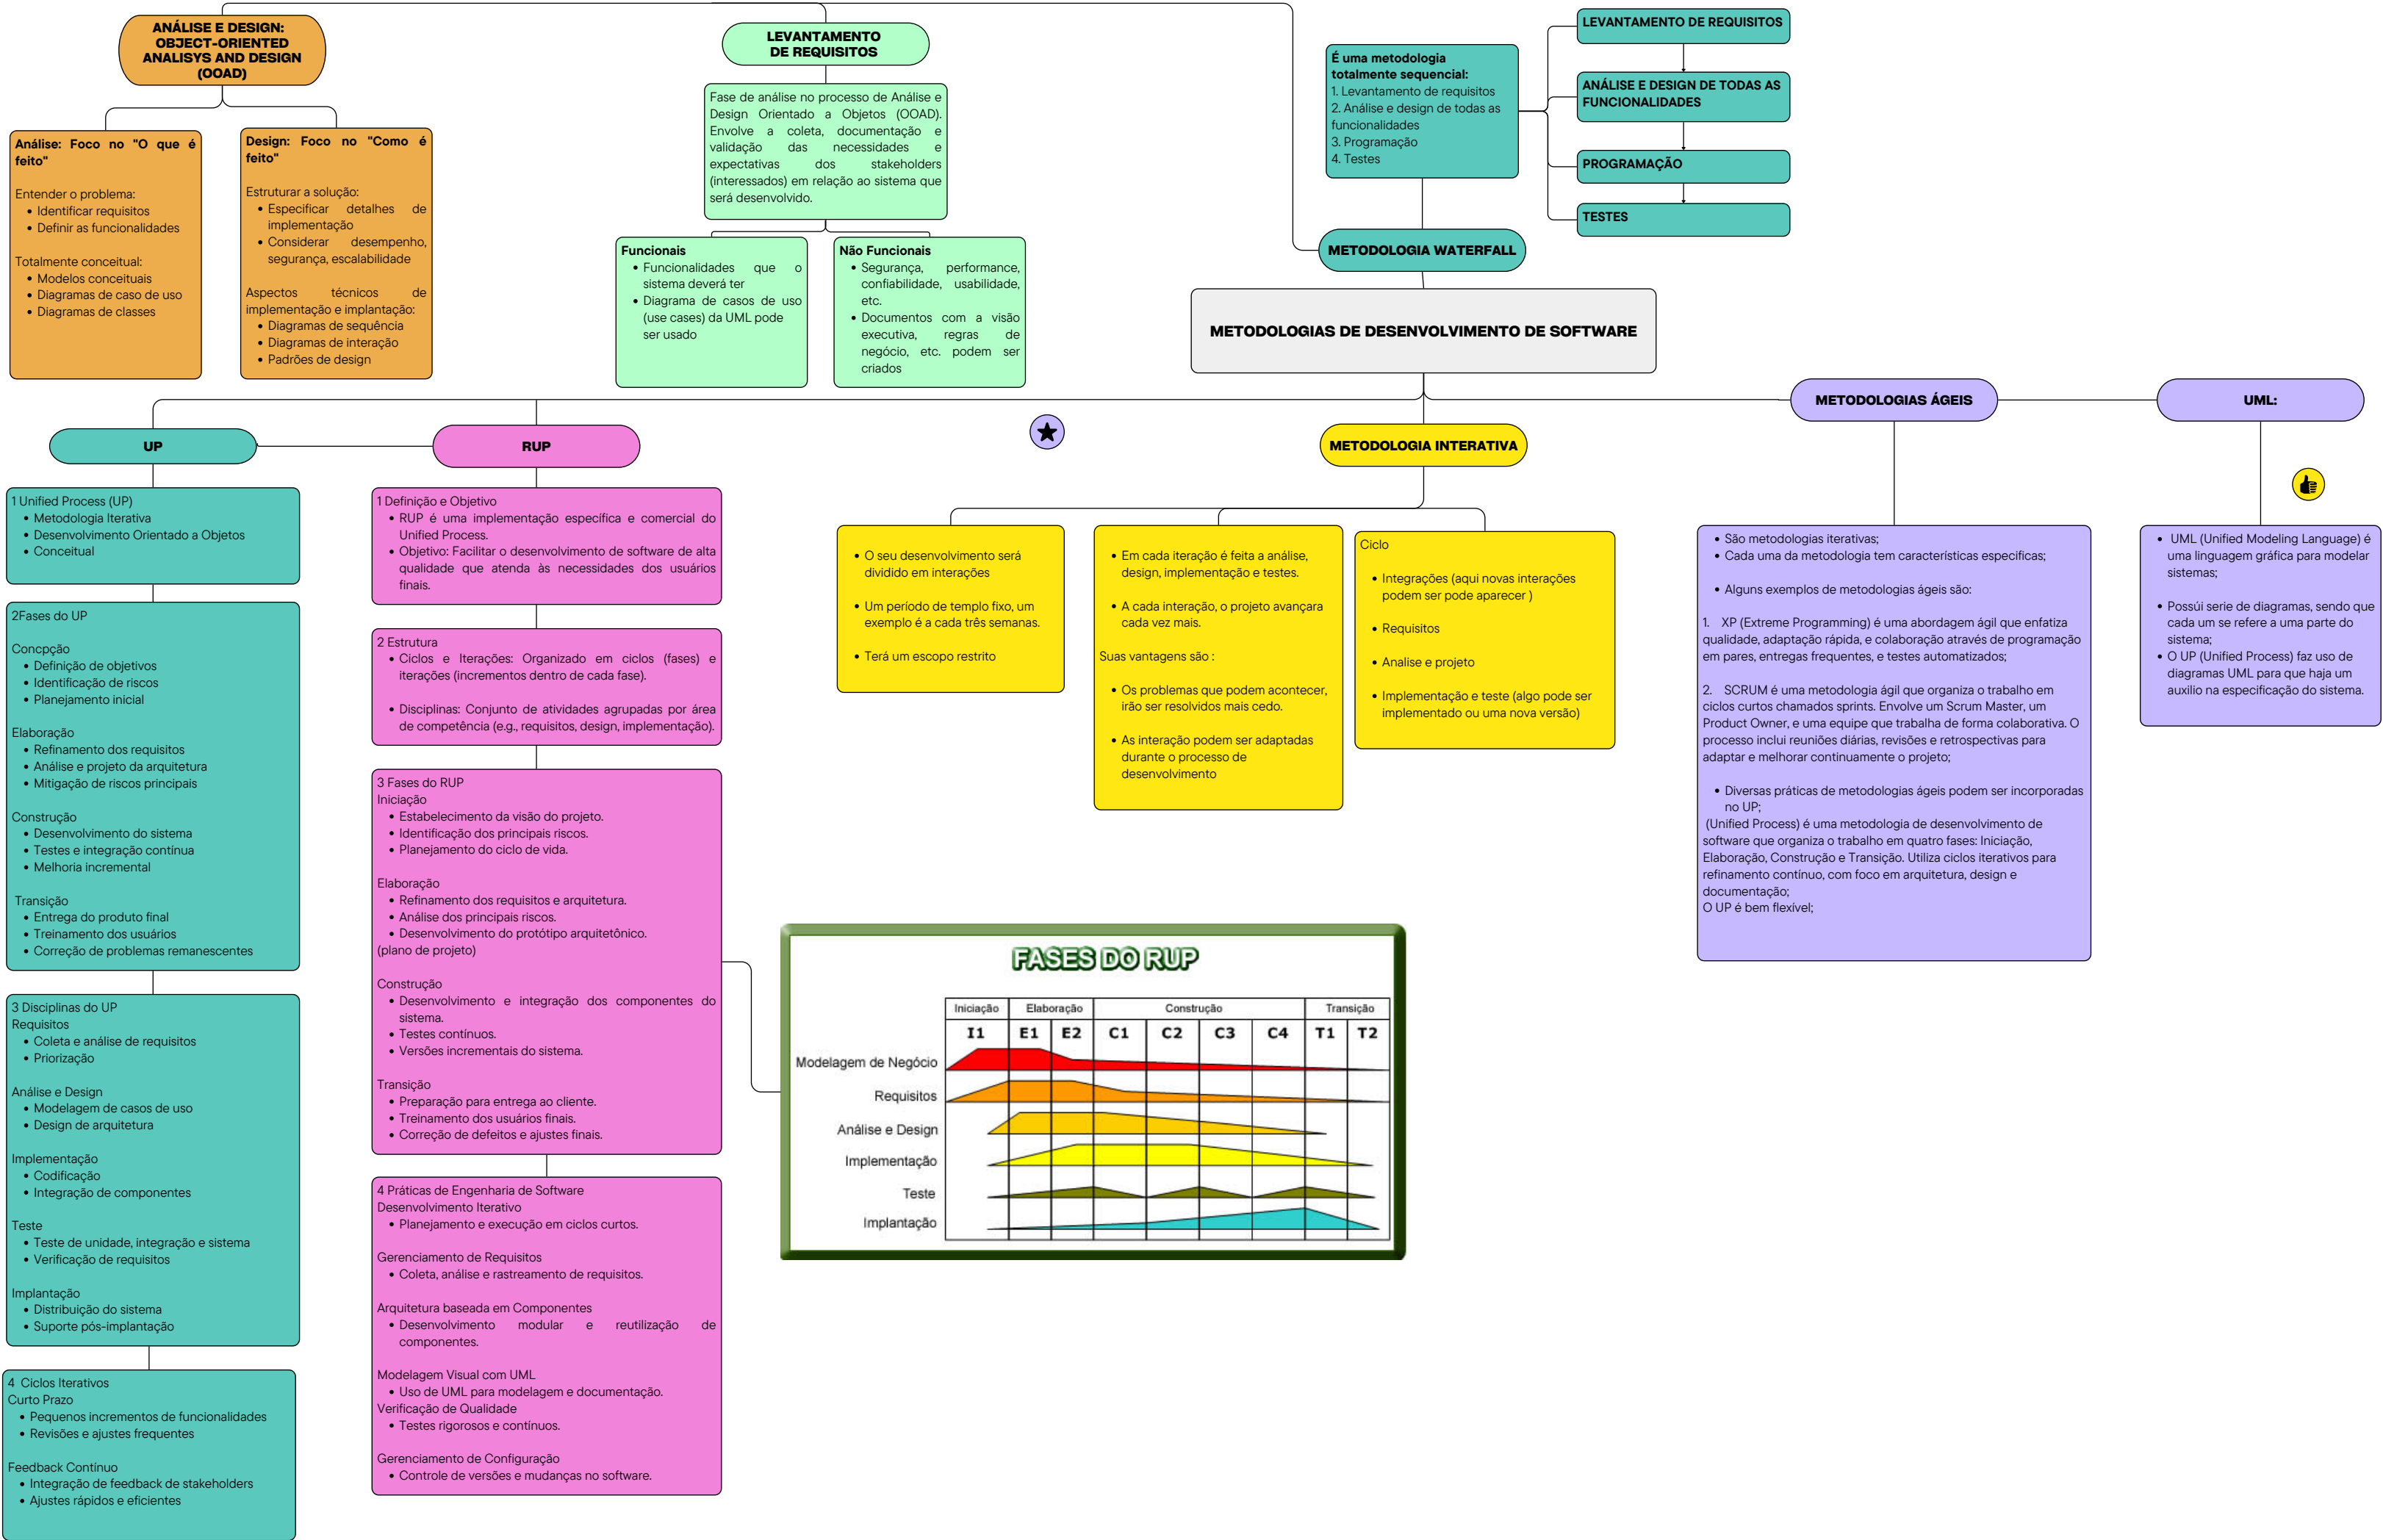 ANÁLISE E DESIGN:
OBJECT-ORIENTED
ANALISYS AND DESIGN
(OOAD)
Análise: Foco no "O que é
feito"
Entender o problema:
• Identificar requisitos
• Definir as funcionalidades
Totalmente conceitual:
• Modelos conceituais
• Diagramas de caso de uso
• Diagramas de classes
Design: Foco no "Como é
feito"
Estruturar a solução:
• Especificar detalhes de
implementação
• Considerar desempenho,
segurança, escalabilidade
Aspectos técnicos de
implementação e implantação:
• Diagramas de sequência
• Diagramas de interação
• Padrões de design
LEVANTAMENTO
DE REQUISITOS
Fase de análise no processo de Análise e
Design Orientado a Objetos (OOAD).
Envolve a coleta, documentação e
validação das necessidades e
expectativas dos stakeholders
(interessados) em relação ao sistema que
será desenvolvido.
Funcionais
• Funcionalidades que o
sistema deverá ter
• Diagrama de casos de uso
(use cases) da UML pode
ser usado
Não Funcionais
• Segurança, performance,
confiabilidade, usabilidade,
etc.
• Documentos com a visão
executiva, regras de
negócio, etc. podem ser
criados
É uma metodologia
totalmente sequencial:
1. Levantamento de requisitos
2. Análise e design de todas as
funcionalidades
3. Programação
4. Testes
LEVANTAMENTO DE REQUISITOS
ANÁLISE E DESIGN DE TODAS AS
FUNCIONALIDADES
PROGRAMAÇÃO
TESTES
METODOLOGIA WATERFALL
METODOLOGIAS DE DESENVOLVIMENTO DE SOFTWARE
UP
1 Unified Process (UP)
• Metodologia Iterativa
• Desenvolvimento Orientado a Objetos
• Conceitual
2Fases do UP
Concpção
• Definição de objetivos
• Identificação de riscos
• Planejamento inicial
Elaboração
• Refinamento dos requisitos
• Análise e projeto da arquitetura
• Mitigação de riscos principais
Construção
• Desenvolvimento do sistema
• Testes e integração contínua
• Melhoria incremental
Transição
• Entrega do produto final
• Treinamento dos usuários
• Correção de problemas remanescentes
3 Disciplinas do UP
Requisitos
• Coleta e análise de requisitos
• Priorização
Análise e Design
• Modelagem de casos de uso
• Design de arquitetura
Implementação
• Codificação
• Integração de componentes
Teste
• Teste de unidade, integração e sistema
• Verificação de requisitos
Implantação
• Distribuição do sistema
• Suporte pós-implantação
4 Ciclos Iterativos
Curto Prazo
• Pequenos incrementos de funcionalidades
• Revisões e ajustes frequentes
Feedback Contínuo
• Integração de feedback de stakeholders
• Ajustes rápidos e eficientes
RUP
1 Definição e Objetivo
• RUP é uma implementação específica e comercial do
Unified Process.
• Objetivo: Facilitar o desenvolvimento de software de alta
qualidade que atenda às necessidades dos usuários
finais.
2 Estrutura
• Ciclos e Iterações: Organizado em ciclos (fases) e
iterações (incrementos dentro de cada fase).
• Disciplinas: Conjunto de atividades agrupadas por área
de competência (e.g., requisitos, design, implementação).
3 Fases do RUP
Iniciação
• Estabelecimento da visão do projeto.
• Identificação dos principais riscos.
• Planejamento do ciclo de vida.
Elaboração
• Refinamento dos requisitos e arquitetura.
• Análise dos principais riscos.
• Desenvolvimento do protótipo arquitetônico.
(plano de projeto)
Construção
• Desenvolvimento e integração dos componentes do
sistema.
• Testes contínuos.
• Versões incrementais do sistema.
Transição
• Preparação para entrega ao cliente.
• Treinamento dos usuários finais.
• Correção de defeitos e ajustes finais.
4 Práticas de Engenharia de Software
Desenvolvimento Iterativo
• Planejamento e execução em ciclos curtos.
Gerenciamento de Requisitos
• Coleta, análise e rastreamento de requisitos.
Arquitetura baseada em Componentes
• Desenvolvimento modular e reutilização de
componentes.
Modelagem Visual com UML
• Uso de UML para modelagem e documentação.
Verificação de Qualidade
• Testes rigorosos e contínuos.
Gerenciamento de Configuração
• Controle de versões e mudanças no software.
METODOLOGIA INTERATIVA
• O seu desenvolvimento será
dividido em interações
• Um período de templo fixo, um
exemplo é a cada três semanas.
• Terá um escopo restrito
• Em cada iteração é feita a análise,
design, implementação e testes.
• A cada interação, o projeto avançara
cada vez mais.
Suas vantagens são :
• Os problemas que podem acontecer,
irão ser resolvidos mais cedo.
• As interação podem ser adaptadas
durante o processo de
desenvolvimento
Ciclo
• Integrações (aqui novas interações
podem ser pode aparecer )
• Requisitos
• Analise e projeto
• Implementação e teste (algo pode ser
implementado ou uma nova versão)
FASES DO RUP
Iniciação Elaboração Construção Transição
I1 E1 E2 C1 C2 C3 C4 T1 T2
Modelagem de Negócio
Requisitos
Análise e Design
Implementação
Teste
Implantação
METODOLOGIAS ÁGEIS
• São metodologias iterativas;
• Cada uma da metodologia tem características especificas;
• Alguns exemplos de metodologias ágeis são:
1. XP (Extreme Programming) é uma abordagem ágil que enfatiza
qualidade, adaptação rápida, e colaboração através de programação
em pares, entregas frequentes, e testes automatizados;
2. SCRUM é uma metodologia ágil que organiza o trabalho em
ciclos curtos chamados sprints. Envolve um Scrum Master, um
Product Owner, e uma equipe que trabalha de forma colaborativa. O
processo inclui reuniões diárias, revisões e retrospectivas para
adaptar e melhorar continuamente o projeto;
• Diversas práticas de metodologias ágeis podem ser incorporadas
no UP;
(Unified Process) é uma metodologia de desenvolvimento de
software que organiza o trabalho em quatro fases: Iniciação,
Elaboração, Construção e Transição. Utiliza ciclos iterativos para
refinamento contínuo, com foco em arquitetura, design e
documentação;
O UP é bem flexível;
UML:
• UML (Unified Modeling Language) é
uma linguagem gráfica para modelar
sistemas;
• Possúi serie de diagramas, sendo que
cada um se refere a uma parte do
sistema;
• O UP (Unified Process) faz uso de
diagramas UML para que haja um
auxilio na especificação do sistema.